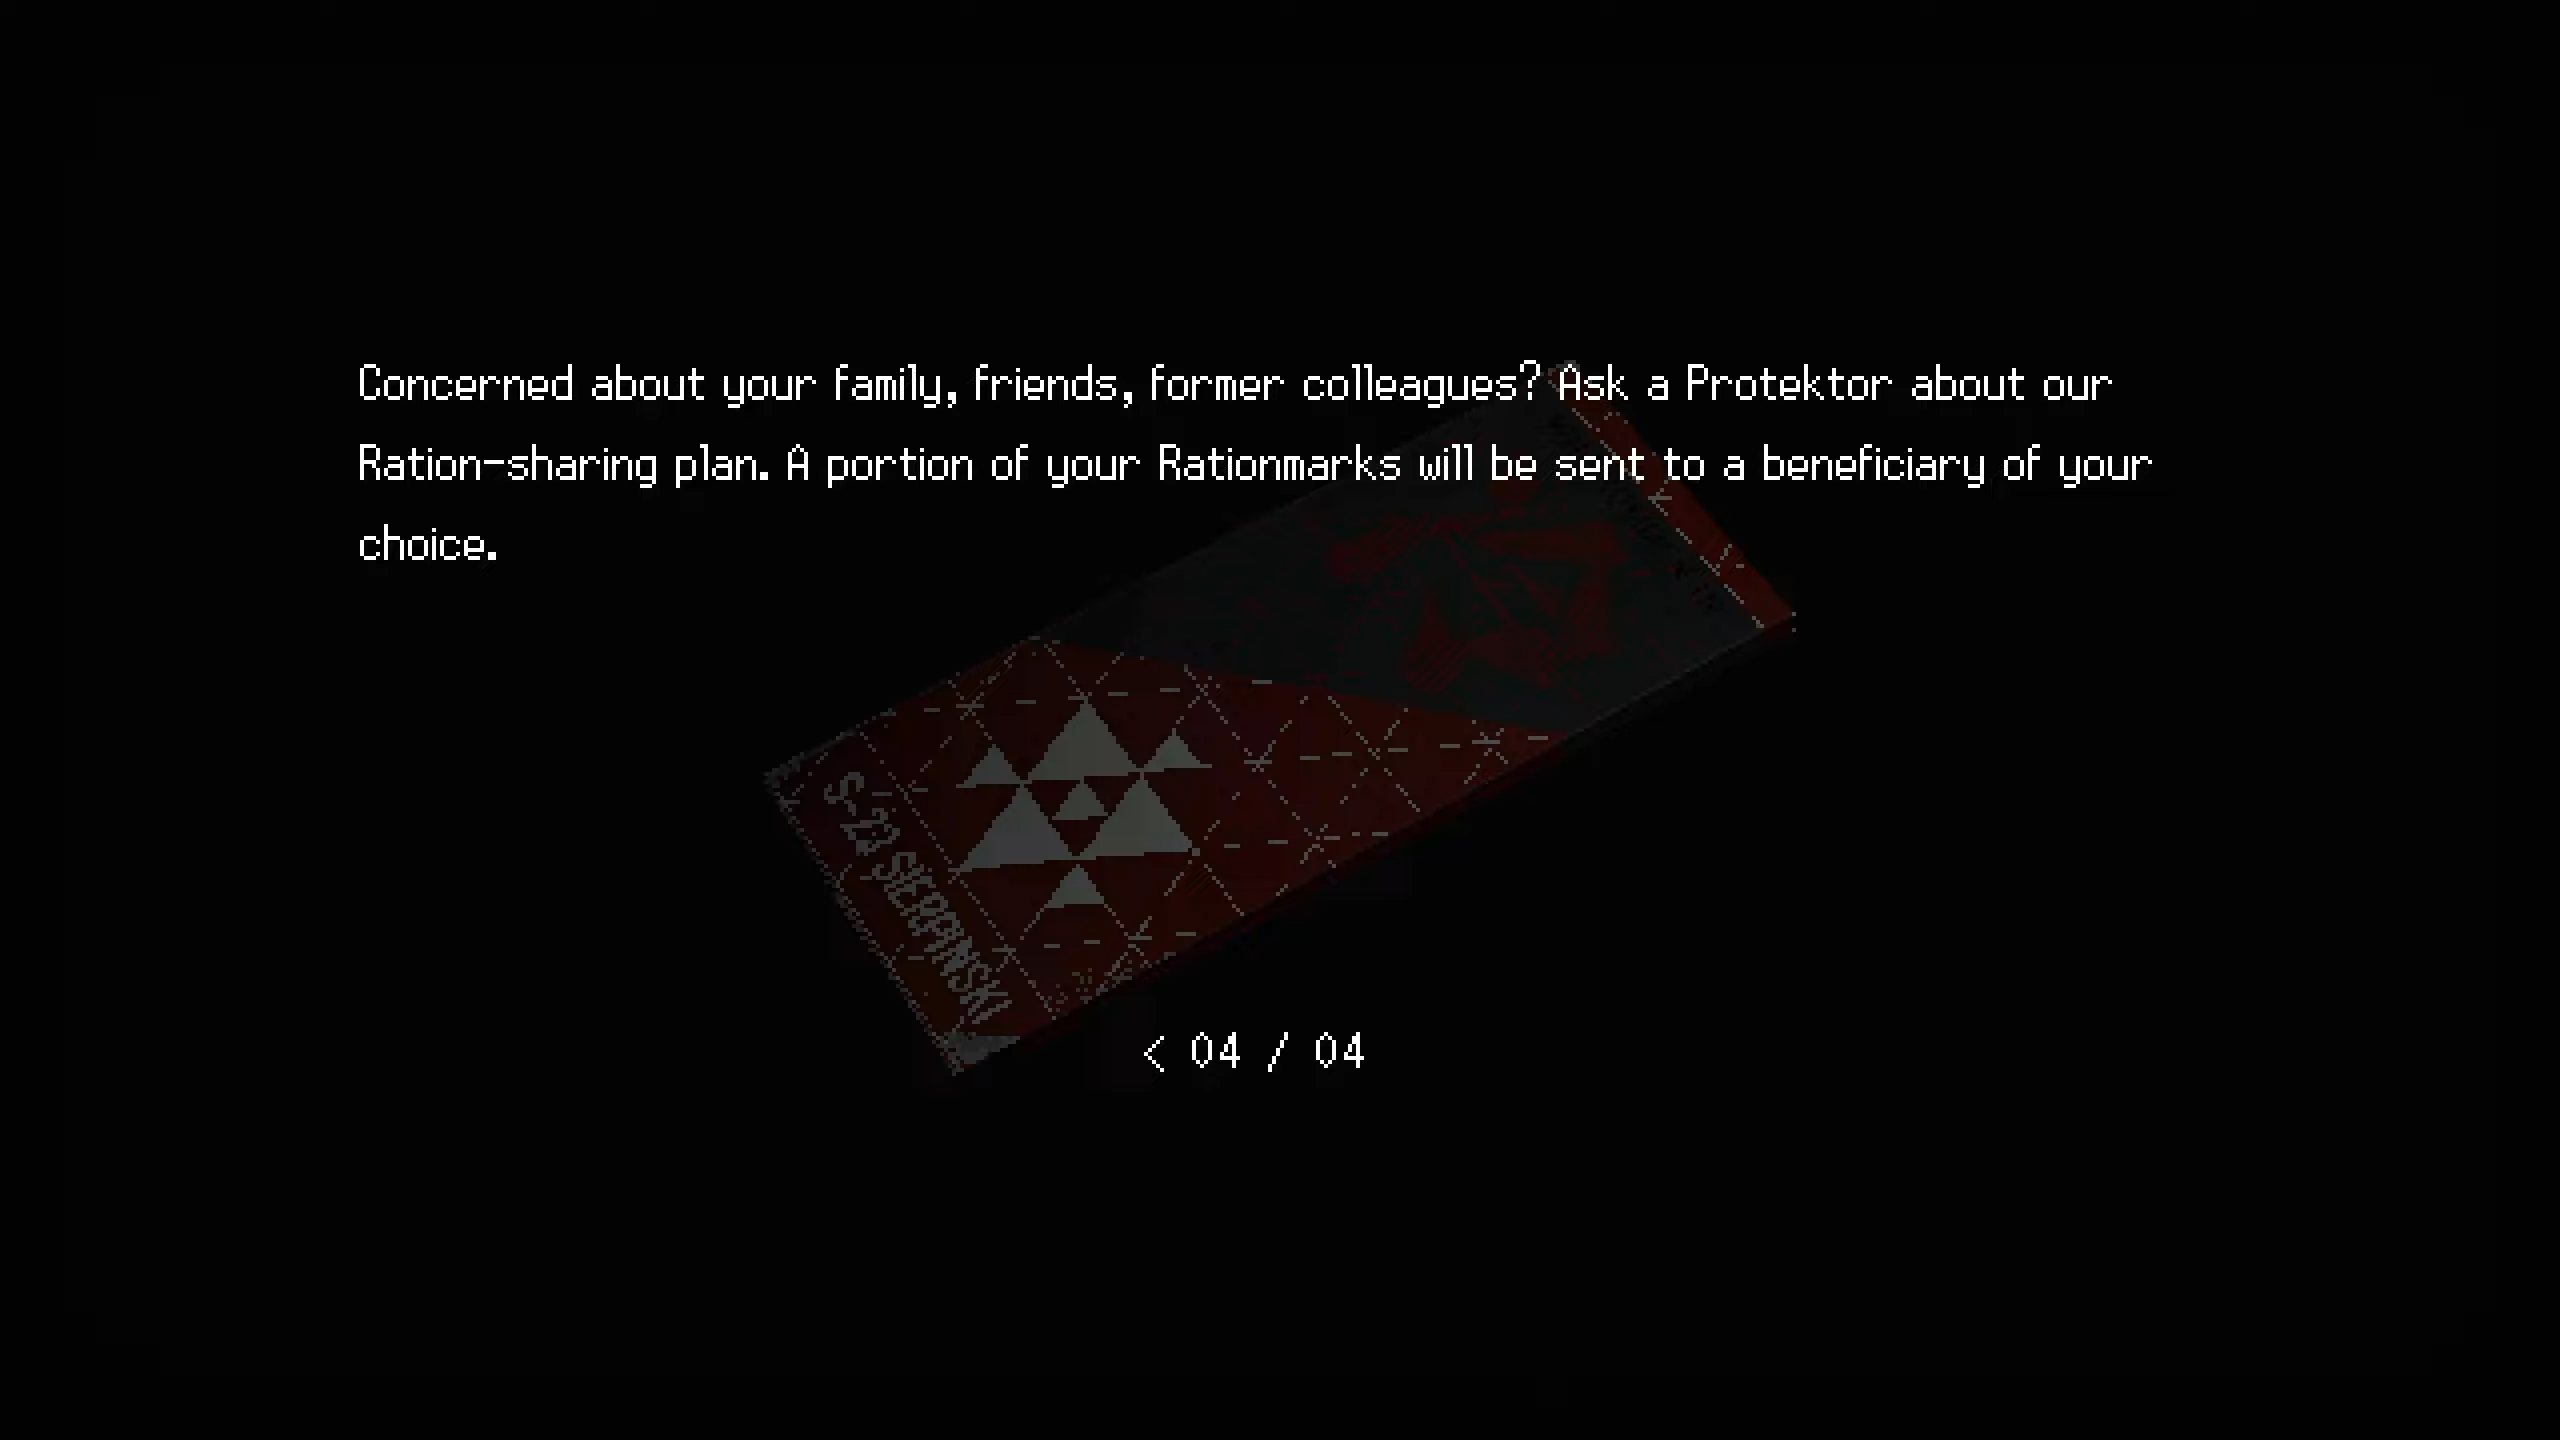 Concerned about your family, friends, former colleagues? Ask a Protektor about our
Ration-sharing plan. A portion of your Rationmarks will be sent to a beneficiary of your
choice.
S-23 SIERPINSKI
< 04 / 04